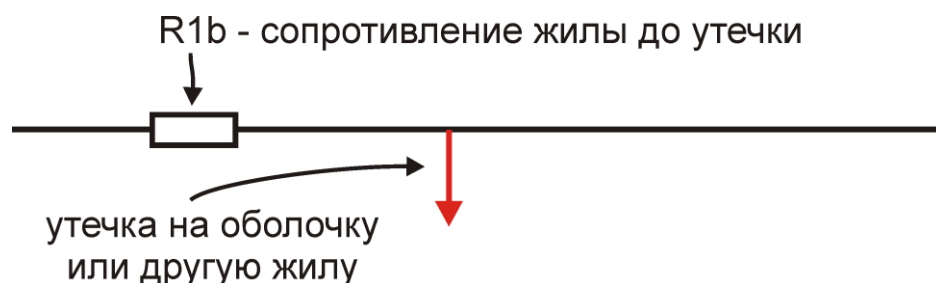 R1b - сопротивление жилы до утечки
утечка на оболочку
или другую жилу